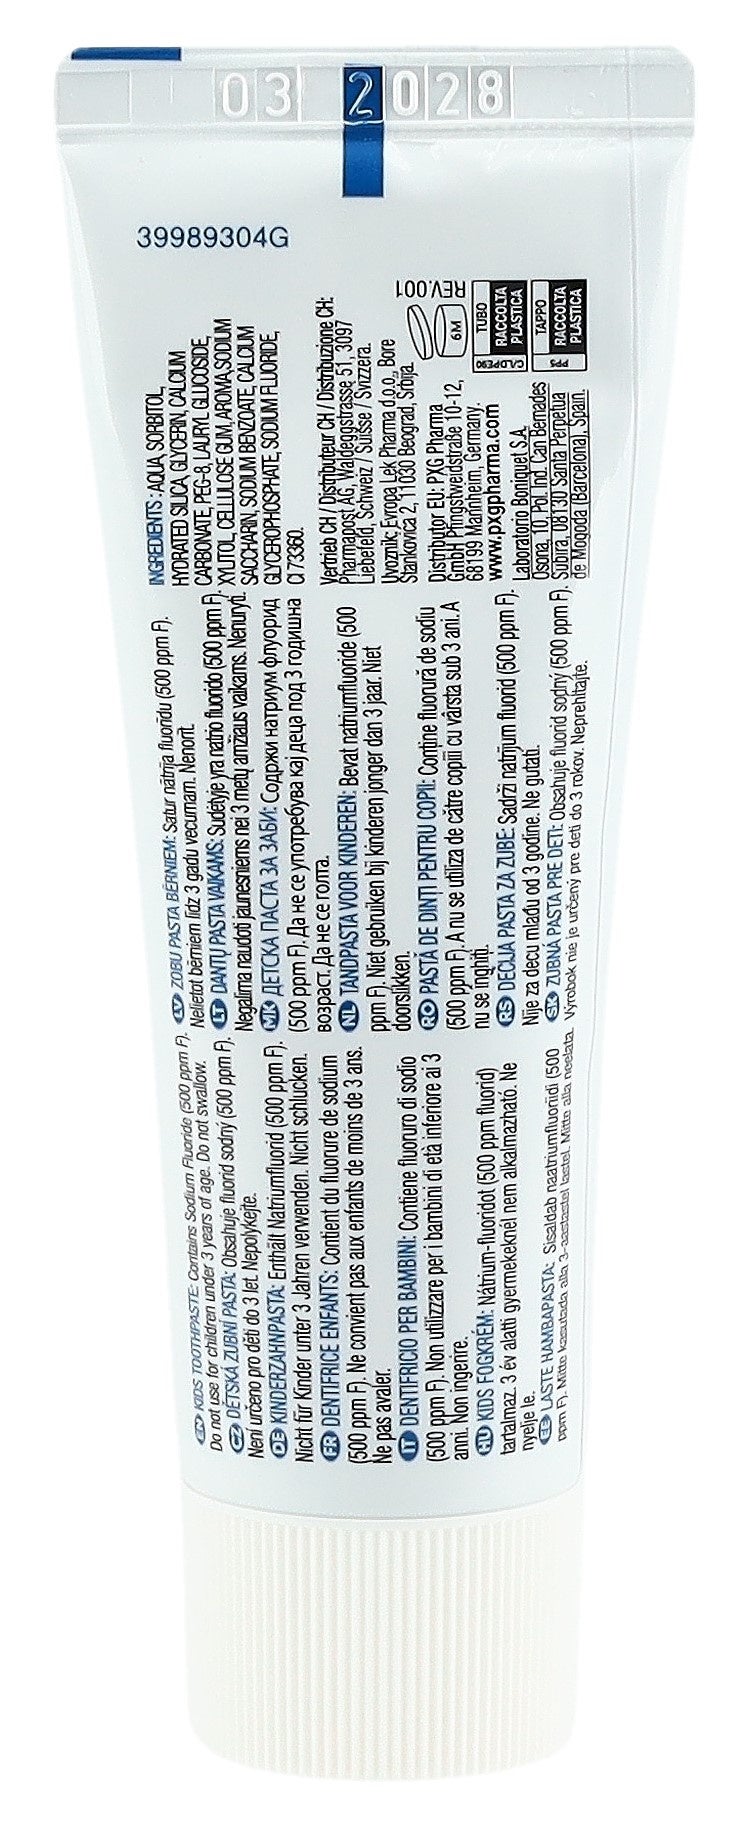 03 2028
39989304G
EN KIDS TOOTHPASTE: Contains Sodium Fluoride (500 ppm F).
Do not use for children under 3 years of age. Do not swallow.
CZ DĚTSKÁ ZUBNÍ PASTA: Obsahuje fluorid sodný (500 ppm F).
Není určeno pro děti do 3 let. Nepolykejte.
DE KINDERZAHNPASTA: Enthält Natriumfluorid (500 ppm F).
Nicht für Kinder unter 3 Jahren verwenden. Nicht schlucken.
FR DENTIFRICE ENFANTS: Contient du fluorure de sodium
(500 ppm F). Ne convient pas aux enfants de moins de 3 ans.
Ne pas avaler.
IT DENTIFRICIO PER BAMBINI: Contiene fluoruro di sodio
(500 ppm F). Non utilizzare per i bambini di età inferiore ai 3
anni. Non ingerire.
HU KIDS FOGKRÉM: Nátrium-fluoridot (500 ppm fluorid)
tartalmaz. 3 év alatti gyermekeknél nem alkalmazható. Ne
nyelje le.
EE LASTE HAMBAPASTA: Sisaldab naatriumfluoriidi (500
ppm F). Mitte kasutada alla 3-aastastel lastel. Mitte alla neelata.
LV ZOBU PASTA BĒRNIEM: Satur nātrija fluorīdu (500 ppm F).
Nelietot bērniem līdz 3 gadu vecumam. Nenorīt.
LT DANTŲ PASTA VAIKAMS: Sudėtyje yra natrio fluorido (500 ppm F).
Negalima naudoti jaunesniems nei 3 metų amžiaus vaikams. Nenuryti.
MK ДЕТСКА ПАСТА ЗА ЗАБИ: Содржи натриум флуорид
(500 ppm F). Да не се употребува кај деца под 3 годишна
возраст. Да не се голта.
NL TANDPASTA VOOR KINDEREN: Bevat natriumfluoride (500
ppm F). Niet gebruiken bij kinderen jonger dan 3 jaar. Niet
doorslikken.
RO PASTĂ DE DINȚI PENTRU COPII: Conține fluorură de sodiu
(500 ppm F). A nu se utiliza de către copiii cu vârsta sub 3 ani. A
nu se înghiți.
RS DEČIJA PASTA ZA ZUBE: Sadrži natrijum fluorid (500 ppm F).
Nije za decu mlađu od 3 godine. Ne gutati.
SK ZUBNÁ PASTA PRE DETI: Obsahuje fluorid sodný (500 ppm F).
Výrobok nie je určený pre deti do 3 rokov. Neprehĺtajte.
INGREDIENTS: AQUA, SORBITOL,
HYDRATED SILICA, GLYCERIN, CALCIUM
CARBONATE, PEG-8, LAURYL GLUCOSIDE,
XYLITOL, CELLULOSE GUM, AROMA, SODIUM
SACCHARIN, SODIUM BENZOATE, CALCIUM
GLYCEROPHOSPHATE, SODIUM FLUORIDE,
CI 73360.
Vertrieb CH / Distributeur CH / Distribuzione CH:
Pharmapost AG, Waldeggstrasse 51, 3097
Liebefeld, Schweiz / Suisse / Svizzera.
Uvoznik: Evropa Lek Pharma d.o.o., Bore
Stankovića 2, 11030 Beograd, Srbija.
Distributor EU: PXG Pharma
GmbH Pfingstweidstraße 10-12,
68199 Mannheim, Germany.
www.pxgpharma.com
Laboratorio Boniquet S.A.
Osona, 10, Pol. Ind. Can Bernades
Subira, 08130 Santa Perpetua
de Mogoda (Barcelona), Spain.
REV.001
6M
TUBO
RACCOLTA
PLASTICA
C/LDPE90
TAPPO
RACCOLTA
PLASTICA
PP5